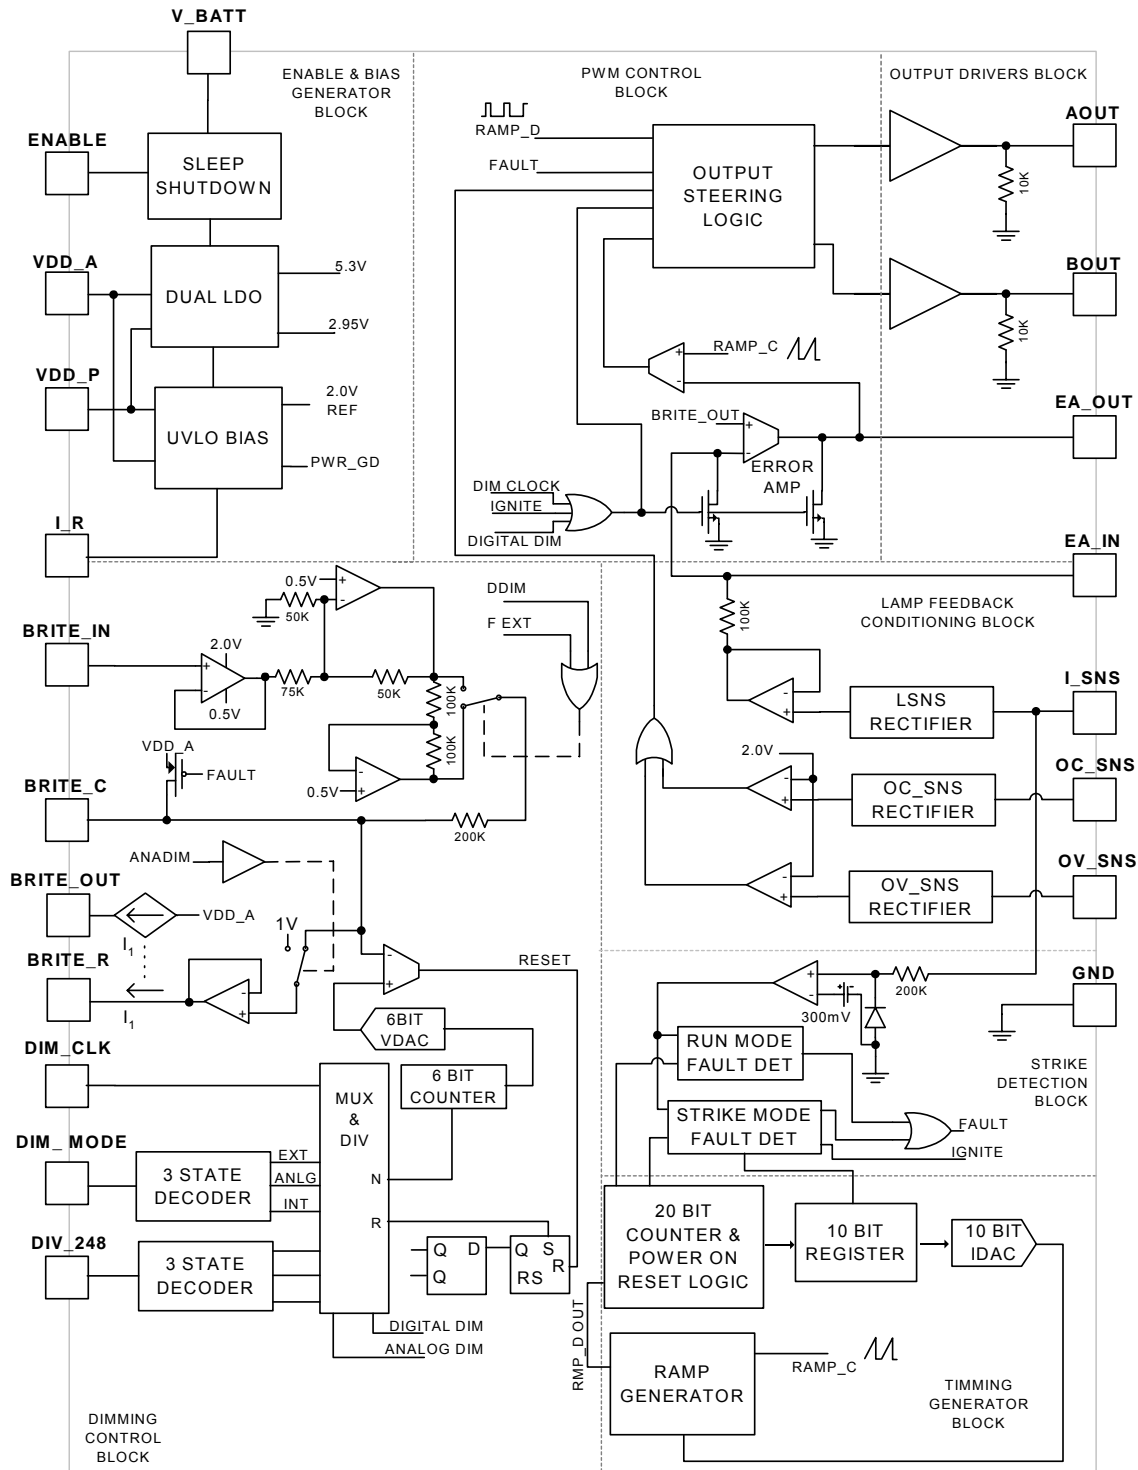 V_BATT
ENABLE & BIAS
GENERATOR
BLOCK
PWM CONTROL
BLOCK
OUTPUT DRIVERS BLOCK
ENABLE
SLEEP
SHUTDOWN
RAMP_D
FAULT
OUTPUT
STEERING
LOGIC
AOUT
10K
VDD_A
DUAL LDO
5.3V
2.95V
BOUT
10K
VDD_P
UVLO BIAS
2.0V
REF
PWR_GD
RAMP_C
+
-
BRITE_OUT
+
-
ERROR
AMP
EA_OUT
DIM CLOCK
IGNITE
DIGITAL DIM
I_R
EA_IN
0.5V
+
-
50K
DDIM
F EXT
100K
LAMP FEEDBACK
CONDITIONING BLOCK
BRITE_IN
2.0V
+
-
0.5V
75K
50K
100K
100K
-
+
0.5V
-
+
LSNS
RECTIFIER
I_SNS
VDD_A
FAULT
2.0V
-
+
OC_SNS
RECTIFIER
OC_SNS
BRITE_C
200K
ANADIM
-
+
OV_SNS
RECTIFIER
OV_SNS
BRITE_OUT
VDD_A
I1
1V
BRITE_R
I1
-
+
-
+
RESET
6BIT
VDAC
+
-
+
-
300mV
200K
GND
DIM_CLK
MUX
&
DIV
6 BIT
COUNTER
RUN MODE
FAULT DET
STRIKE
DETECTION
BLOCK
STRIKE MODE
FAULT DET
FAULT
IGNITE
DIM_ MODE
3 STATE
DECODER
EXT
ANLG
INT
N
R
DIV_248
3 STATE
DECODER
Q
D
Q
Q
S
R
RS
20 BIT
COUNTER &
POWER ON
RESET LOGIC
10 BIT
REGISTER
10 BIT
IDAC
DIGITAL DIM
ANALOG DIM
RMP_D OUT
RAMP
GENERATOR
RAMP_C
TIMMING
GENERATOR
BLOCK
DIMMING
CONTROL
BLOCK